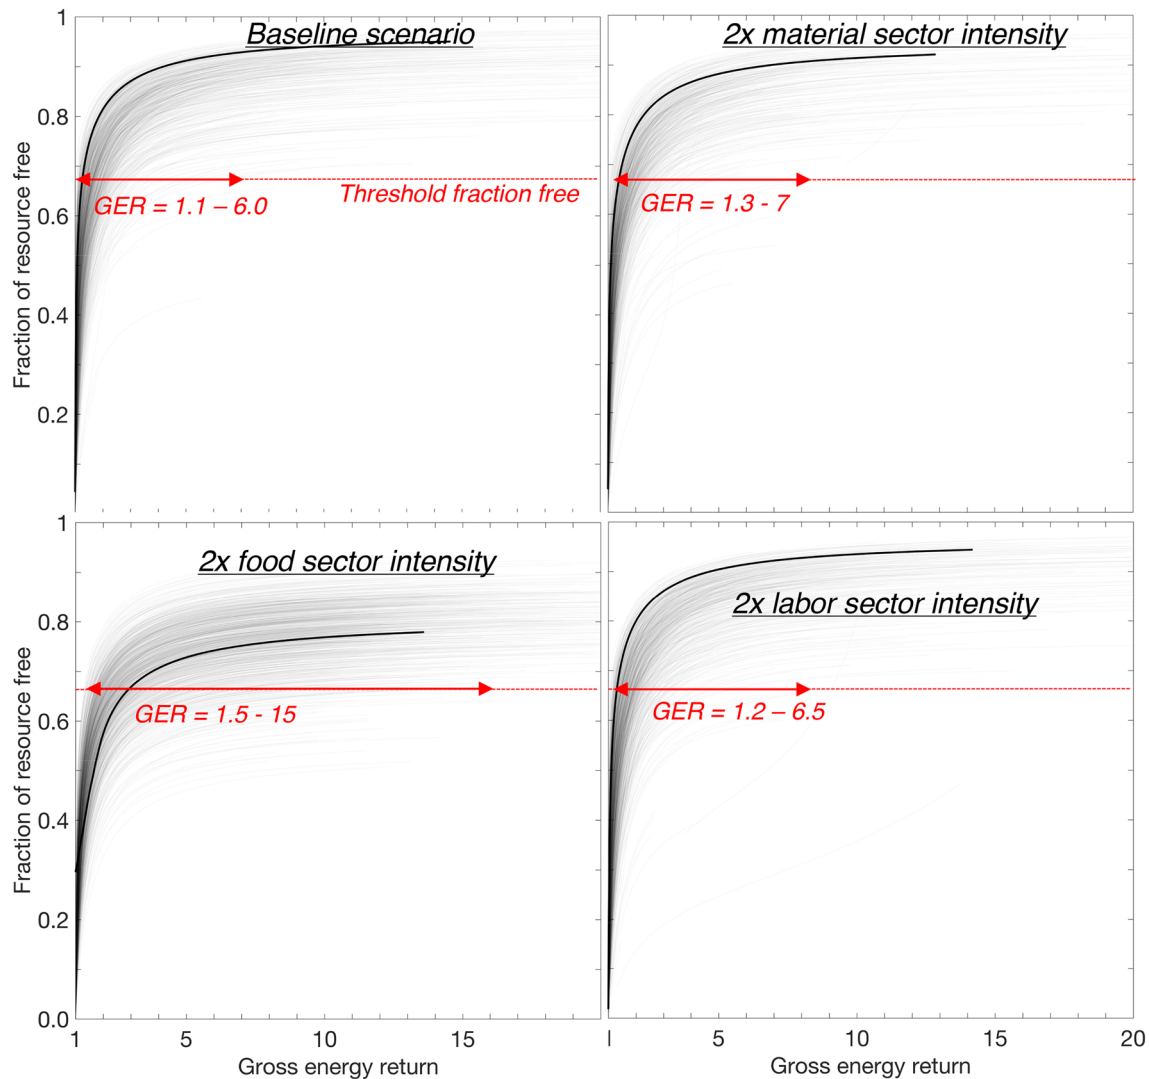 Baseline scenario
2x material sector intensity
Fraction of resource free
1
0.8
0.6
0.4
0.2
Threshold fraction free
GER = 1.1 – 6.0
GER = 1.3 - 7
2x food sector intensity
2x labor sector intensity
Fraction of resource free
1
0.8
0.6
0.4
0.2
0.0
GER = 1.5 - 15
GER = 1.2 – 6.5
1 5 10 15
I 5 10 15 20
Gross energy return
Gross energy return